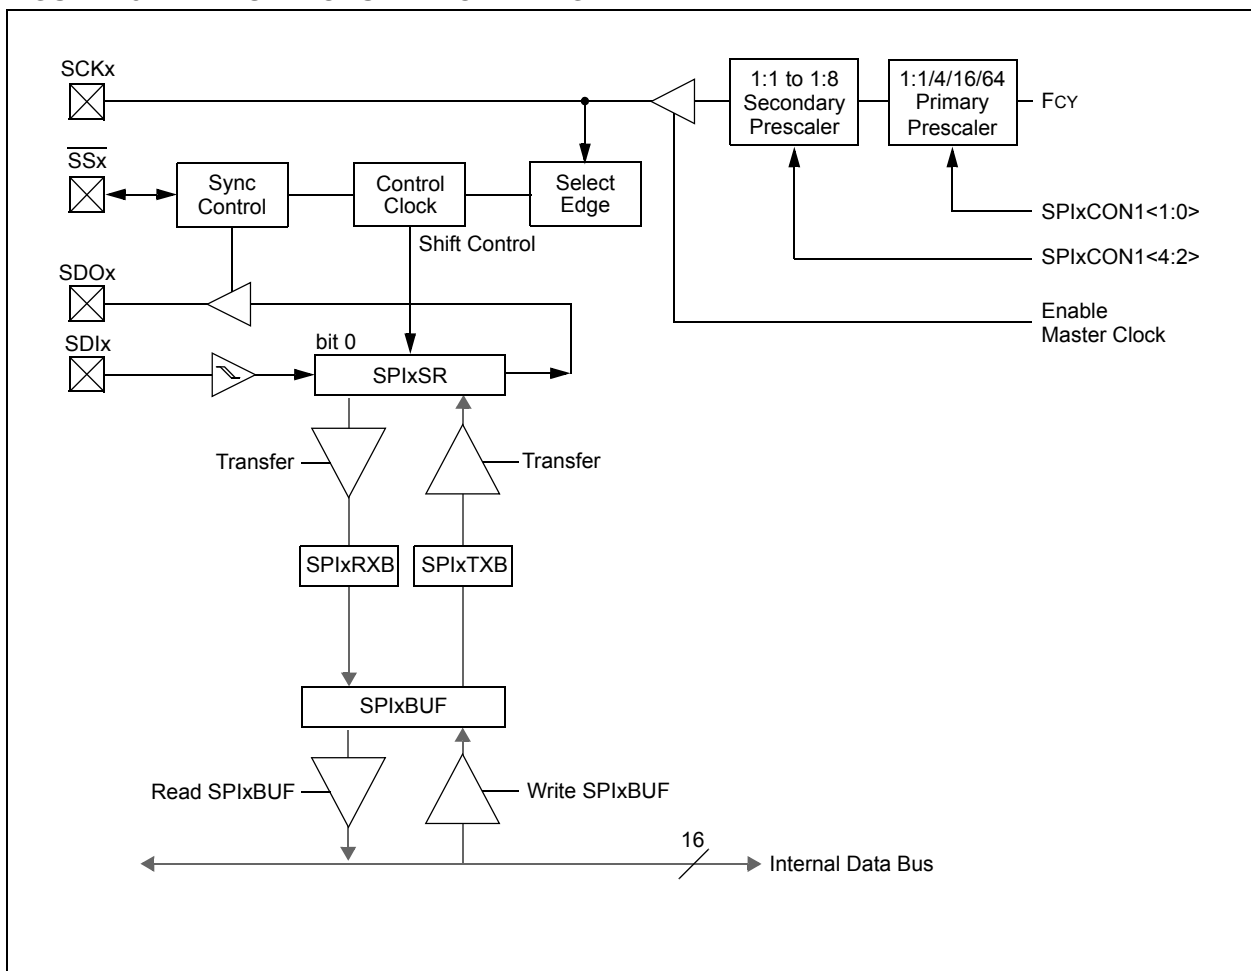 SCKx
1:1 to 1:8
Secondary
Prescaler
1:1/4/16/64
Primary
Prescaler
FCY
SSx
Sync
Control
Control
Clock
Select
Edge
SPIxCON1<1:0>
Shift Control
SPIxCON1<4:2>
SDOx
Enable
Master Clock
SDIx
bit 0
SPIxSR
Transfer
Transfer
SPIxRXB
SPIxTXB
SPIxBUF
Read SPIxBUF
Write SPIxBUF
16
Internal Data Bus